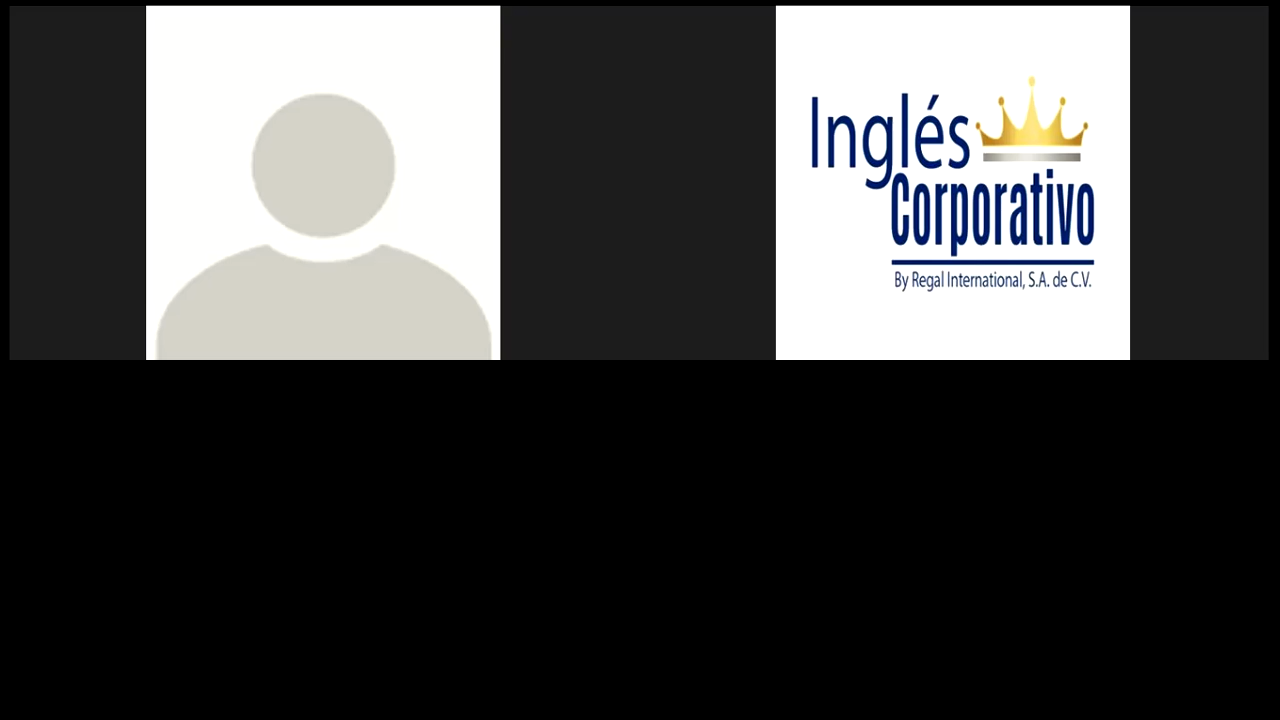 Inglés
Corporativo
By Regal International, S.A. de C.V.